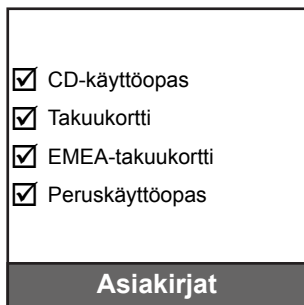 CD-käyttöopas
Takuukortti
EMEA-takuukortti
Peruskäyttöopas
Asiakirjat